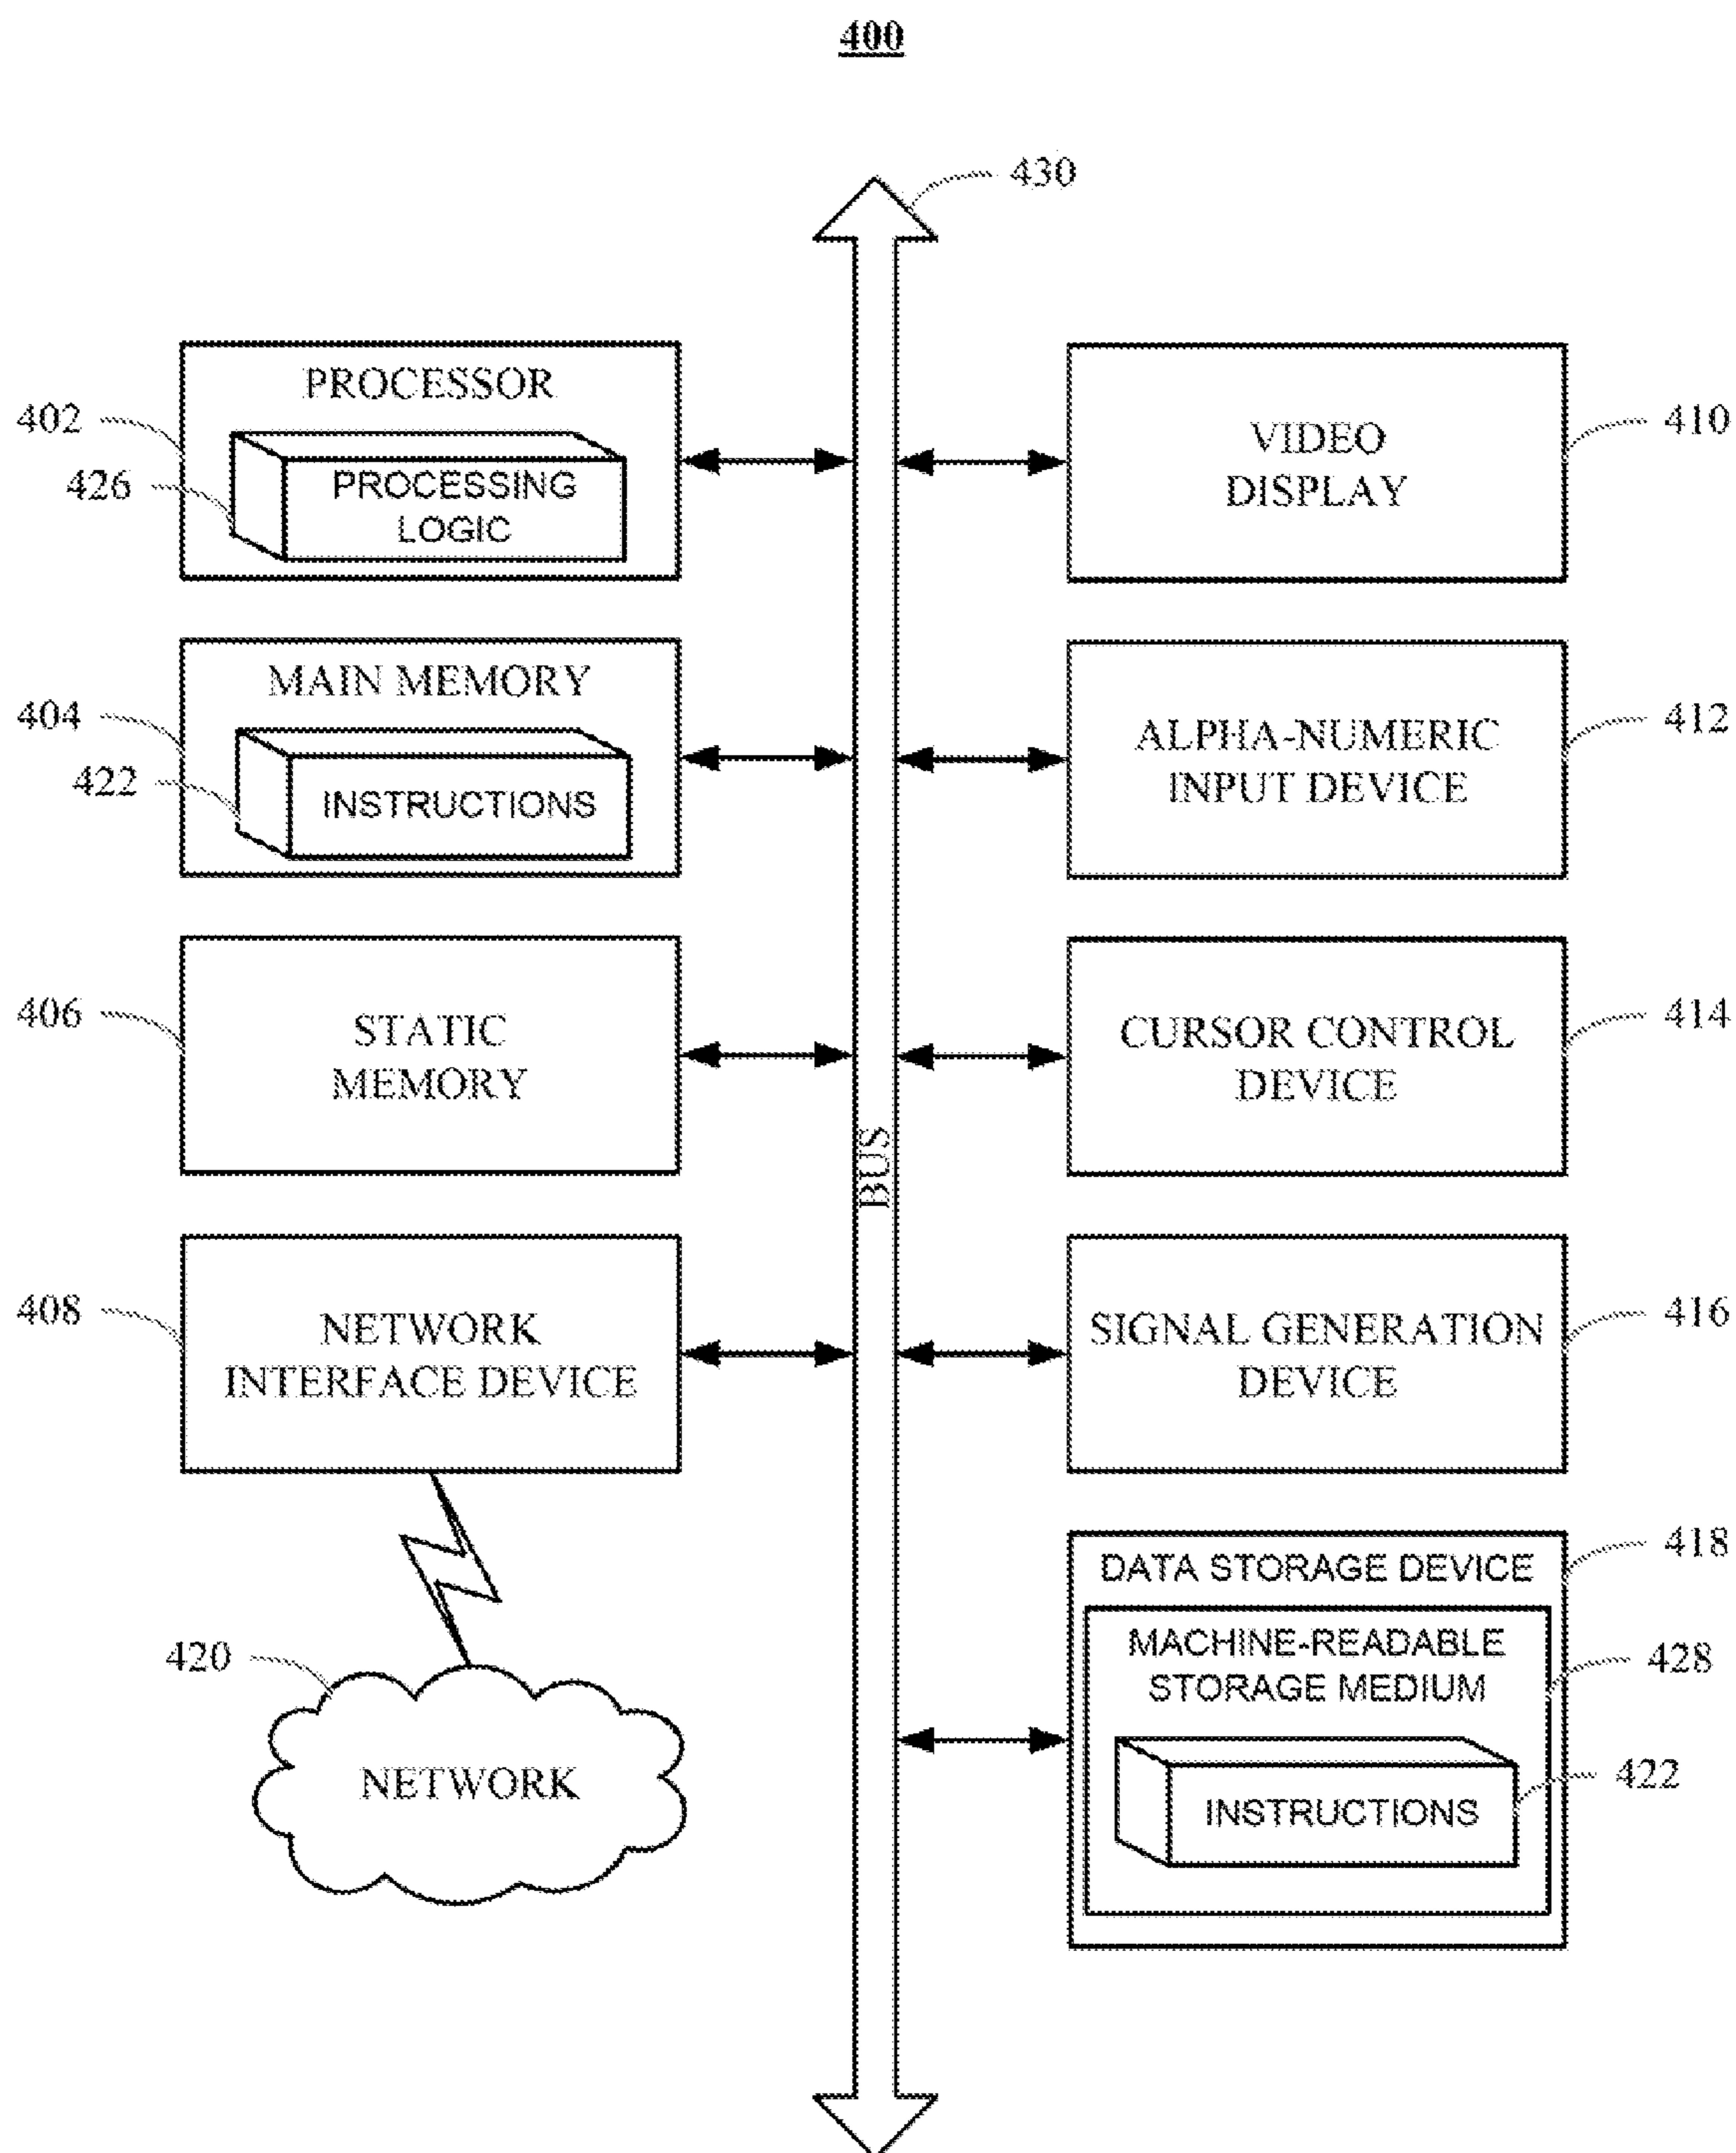 400
430
PROCESSOR
402
426
PROCESSING
LOGIC
MAIN MEMORY
404
422
INSTRUCTIONS
406
STATIC
MEMORY
408
NETWORK
INTERFACE DEVICE
420
NETWORK
BUS
VIDEO
DISPLAY
410
ALPHA-NUMERIC
INPUT DEVICE
412
CURSOR CONTROL
DEVICE
414
SIGNAL GENERATION
DEVICE
416
DATA STORAGE DEVICE
418
MACHINE-READABLE
STORAGE MEDIUM
428
INSTRUCTIONS
422